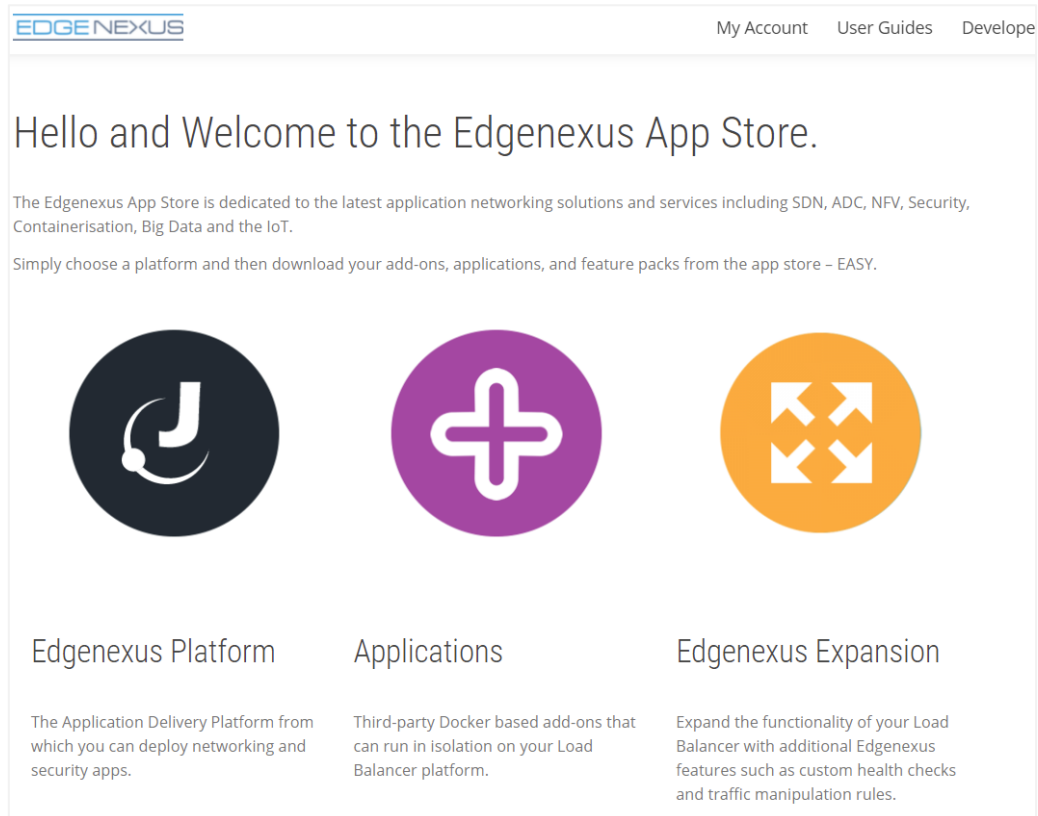 EDGENEXUS
My Account User Guides Develope
Hello and Welcome to the Edgenexus App Store.
The Edgenexus App Store is dedicated to the latest application networking solutions and services including SDN, ADC, NFV, Security,
Containerisation, Big Data and the IoT.
Simply choose a platform and then download your add-ons, applications, and feature packs from the app store – EASY.
J
Edgenexus Platform
The Application Delivery Platform from
which you can deploy networking and
security apps.
Applications
Third-party Docker based add-ons that
can run in isolation on your Load
Balancer platform.
Edgenexus Expansion
Expand the functionality of your Load
Balancer with additional Edgenexus
features such as custom health checks
and traffic manipulation rules.